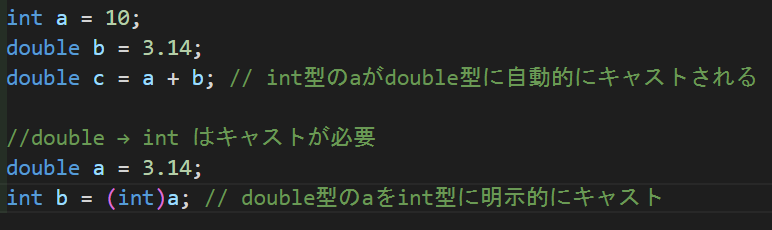 int a = 10;
double b = 3.14;
double c = a + b; // int型のaがdouble型に自動的にキャストされる
//double → int はキャストが必要
double a = 3.14;
int b = (int)a; // double型のaをint型に明示的にキャスト